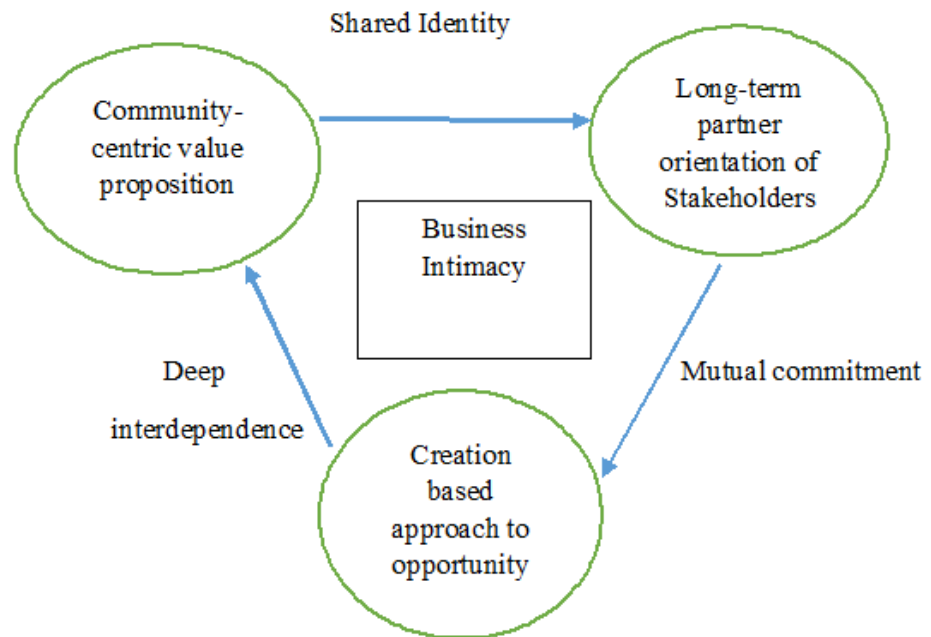 Shared Identity
Community-
centric value
proposition
Long-term
partner
orientation of
Stakeholders
Business
Intimacy
Deep
interdependence
Mutual commitment
Creation
based
approach to
opportunity